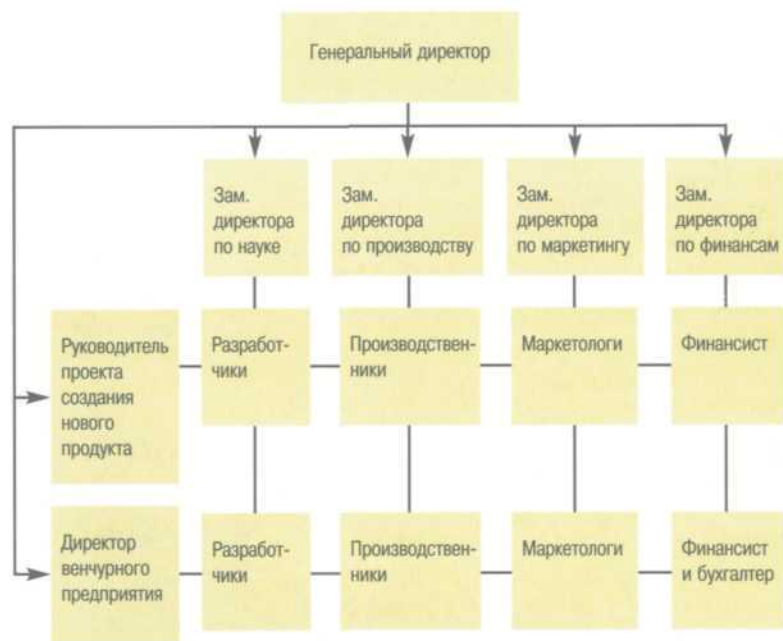 Генеральный директор
Зам.
директора
по науке
Зам.
директора
по производству
Зам.
директора
по маркетингу
Зам.
директора
по финансам
Руководитель
проекта
создания
нового
продукта
Разработ-
чики
Производствен-
ники
Маркетологи
Финансист
Директор
венчурного
предприятия
Разработ-
чики
Производствен-
ники
Маркетологи
Финансист
и бухгалтер